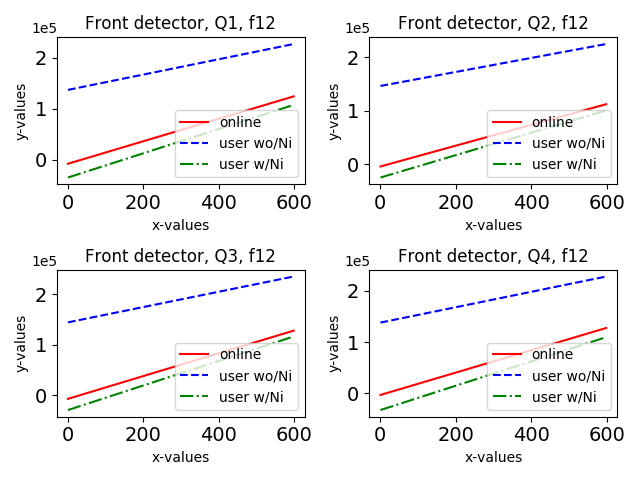 Front detector, Q1, f12
1e5
y-values
2
1
0
online
user wo/Ni
user w/Ni
0 200 400 600
x-values
Front detector, Q2, f12
1e5
y-values
2
1
0
online
user wo/Ni
user w/Ni
0 200 400 600
x-values
Front detector, Q3, f12
1e5
y-values
2
1
0
online
user wo/Ni
user w/Ni
0 200 400 600
x-values
Front detector, Q4, f12
1e5
y-values
2
1
0
online
user wo/Ni
user w/Ni
0 200 400 600
x-values